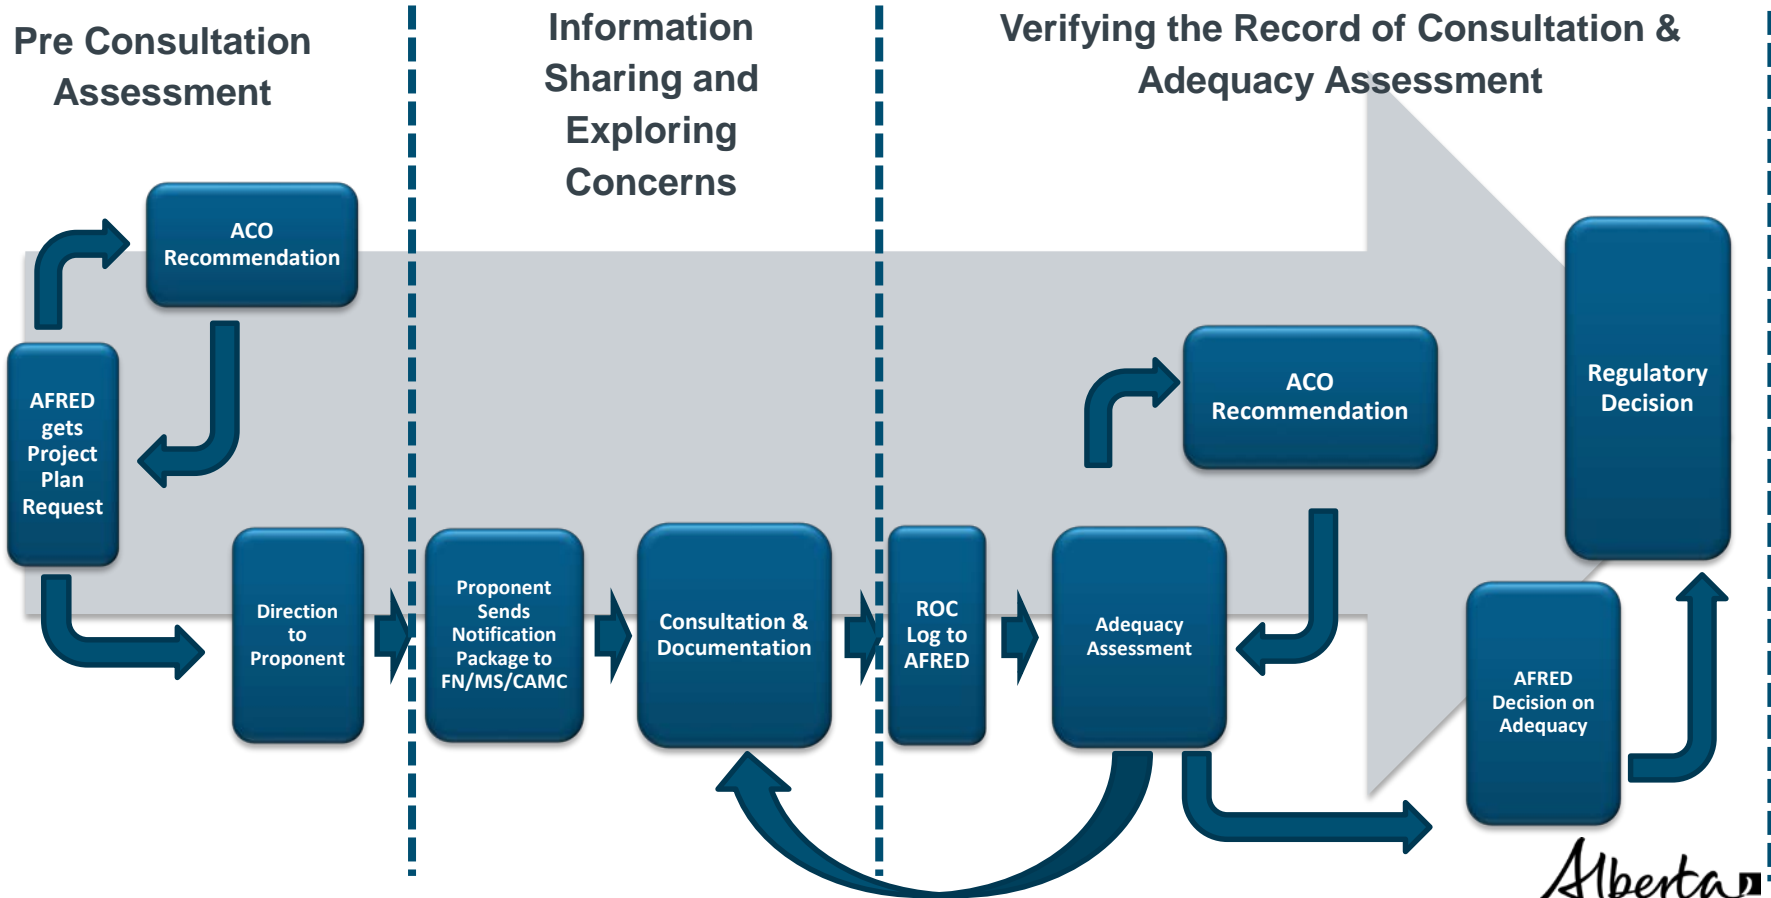 Pre Consultation
Assessment
Information
Sharing and
Exploring
Concerns
Verifying the Record of Consultation &
Adequacy Assessment
ACO
Recommendation
AFRED
gets
Project
Plan
Request
Direction
to
Proponent
Proponent
Sends
Notification
Package to
FN/MS/CAMC
Consultation &
Documentation
ROC
Log to
AFRED
Adequacy
Assessment
ACO
Recommendation
AFRED
Decision on
Adequacy
Regulatory
Decision
Alberta